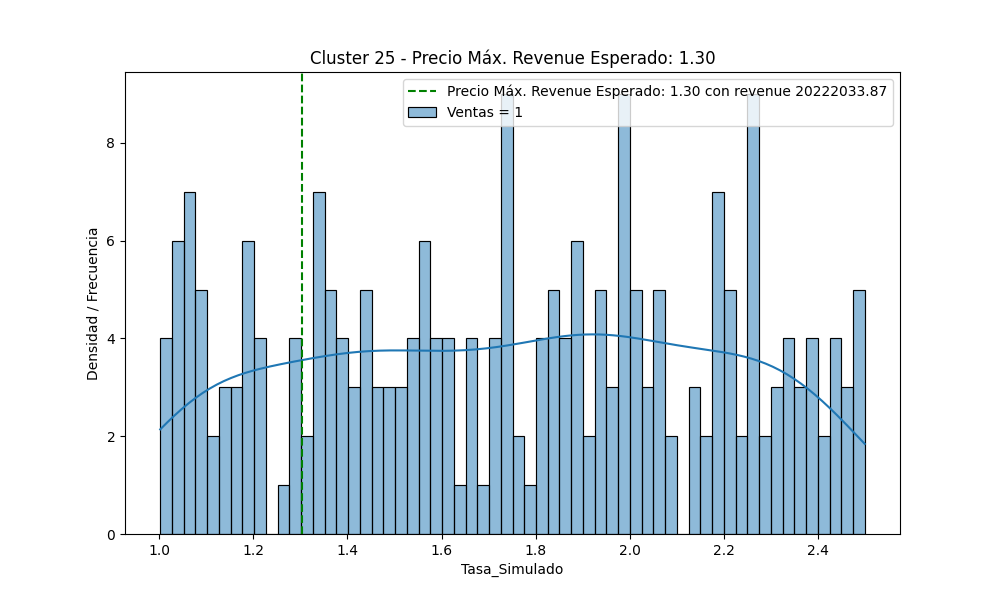 Cluster 25 - Precio Máx. Revenue Esperado: 1.30
Precio Máx. Revenue Esperado: 1.30 con revenue 20222033.87
Ventas = 1
Densidad / Frecuencia
8
6
4
2
0
1.0 1.2 1.4 1.6 1.8 2.0 2.2 2.4
Tasa_Simulado